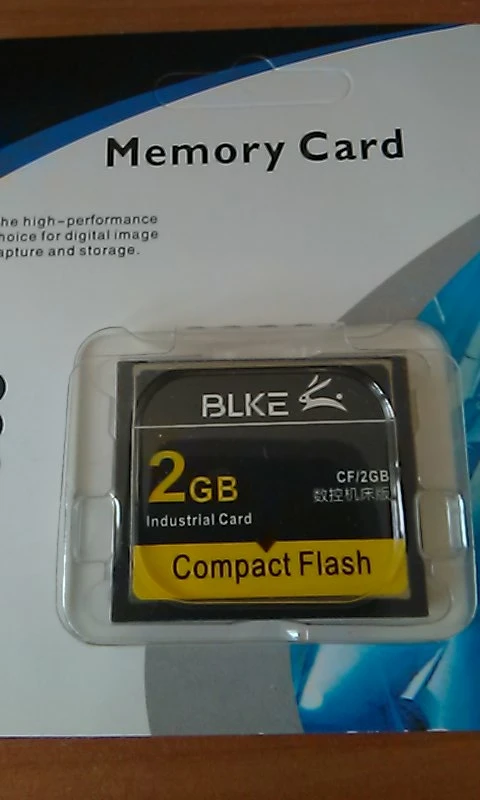 Memory Card
he high-performance
hoice for digital image
apture and storage.
BLKE
2GB
CF/2GB
数控机床版
Industrial Card
Compact Flash